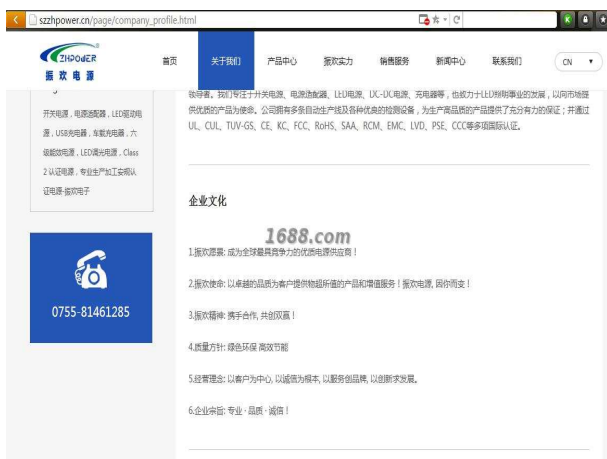 szzhpower.cn/page/company_profile.html
ZHPOWER
振欢电源
首页 关于我们 产品中心 振欢实力 销售服务 新闻中心 联系我们 CN
领导者。我们专注于开关电源、电源适配器、LED电源、DC-DC电源、充电器等，也致力于LED照明事业的发展，以向市场提
供优质的产品为使命。公司拥有多条自动生产线及各种优良的检测设备，为生产高品质的产品提供了充分有力的保证；并通过
UL、CUL、TUV-GS、CE、KC、FCC、RoHS、SAA、RCM、EMC、LVD、PSE、CCC等多项国际认证。
开关电源，电源适配器，LED驱动电
源，USB充电器，车载充电器，六
级能效电源，LED调光电源，Class
2 认证电源，专业生产加工安规认
证电源-振欢电子
0755-81461285
企业文化
1688.com
1.振欢愿景: 成为全球最具竞争力的优质电源供应商！
2.振欢使命: 以卓越的品质为客户提供物超所值的产品和增值服务！振欢电源, 因你而变！
3.振欢精神: 携手合作, 共创双赢！
4.质量方针: 绿色环保 高效节能
5.经营理念: 以客户为中心, 以诚信为根本, 以服务创品牌, 以创新求发展。
6.企业宗旨: 专业 · 品质 · 诚信！